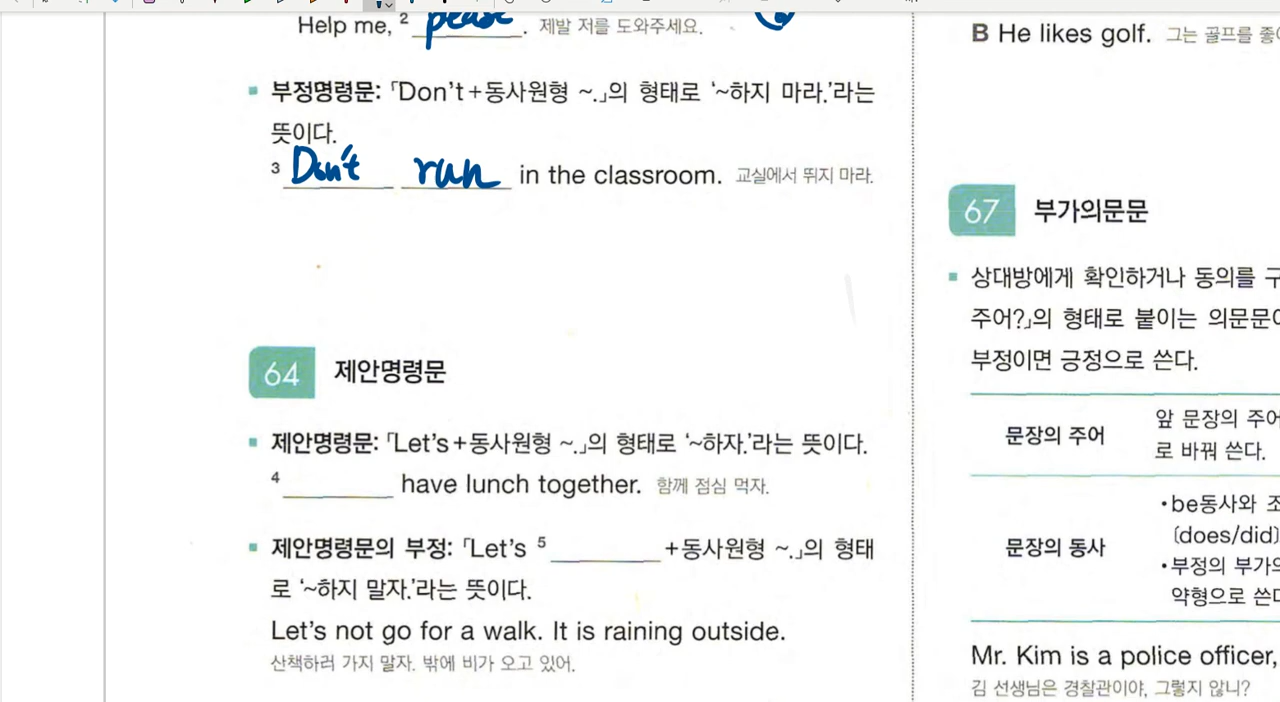 Help me, 2 please. 제발 저를 도와주세요.
부정명령문: 「Don't+동사원형 ~.」의 형태로 '~하지 마라.'라는
뜻이다.
3 Don't run in the classroom. 교실에서 뛰지 마라.
64 제안명령문
제안명령문: 「Let's+동사원형 ~.」의 형태로 '~하자.'라는 뜻이다.
4 ________ have lunch together. 함께 점심 먹자.
제안명령문의 부정: 「Let's 5 ________ +동사원형 ~.」의 형태
로 '~하지 말자.'라는 뜻이다.
Let's not go for a walk. It is raining outside.
산책하러 가지 말자. 밖에 비가 오고 있어.
B He likes golf. 그는 골프를
67 부가의문문
상대방에게 확인하거나 동의를
주어?」의 형태로 붙이는
부정이면 긍정으로 쓴다.
문장의 주어 앞 문장의
로 바꿔 쓴다.
문장의 동사 •be동사와
(does/did)
•부정의
약형으로
Mr. Kim is a police officer,
김 선생님은 경찰관이야, 그렇지 않니?